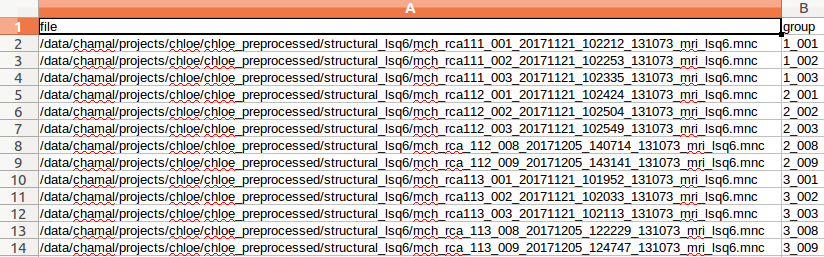 A B
1 file group
2 /data/chamal/projects/chloe/chloe_preprocessed/structural_lsq6/mch_rca111_001_20171121_102212_131073_mri_lsq6.mnc 1_001
3 /data/chamal/projects/chloe/chloe_preprocessed/structural_lsq6/mch_rca111_002_20171121_102253_131073_mri_lsq6.mnc 1_002
4 /data/chamal/projects/chloe/chloe_preprocessed/structural_lsq6/mch_rca111_003_20171121_102335_131073_mri_lsq6.mnc 1_003
5 /data/chamal/projects/chloe/chloe_preprocessed/structural_lsq6/mch_rca112_001_20171121_102424_131073_mri_lsq6.mnc 2_001
6 /data/chamal/projects/chloe/chloe_preprocessed/structural_lsq6/mch_rca112_002_20171121_102504_131073_mri_lsq6.mnc 2_002
7 /data/chamal/projects/chloe/chloe_preprocessed/structural_lsq6/mch_rca112_003_20171121_102549_131073_mri_lsq6.mnc 2_003
8 /data/chamal/projects/chloe/chloe_preprocessed/structural_lsq6/mch_rca_112_008_20171205_140714_131073_mri_lsq6.mnc 2_008
9 /data/chamal/projects/chloe/chloe_preprocessed/structural_lsq6/mch_rca_112_009_20171205_143141_131073_mri_lsq6.mnc 2_009
10 /data/chamal/projects/chloe/chloe_preprocessed/structural_lsq6/mch_rca113_001_20171121_101952_131073_mri_lsq6.mnc 3_001
11 /data/chamal/projects/chloe/chloe_preprocessed/structural_lsq6/mch_rca113_002_20171121_102033_131073_mri_lsq6.mnc 3_002
12 /data/chamal/projects/chloe/chloe_preprocessed/structural_lsq6/mch_rca113_003_20171121_102113_131073_mri_lsq6.mnc 3_003
13 /data/chamal/projects/chloe/chloe_preprocessed/structural_lsq6/mch_rca_113_008_20171205_122229_131073_mri_lsq6.mnc 3_008
14 /data/chamal/projects/chloe/chloe_preprocessed/structural_lsq6/mch_rca_113_009_20171205_124747_131073_mri_lsq6.mnc 3_009